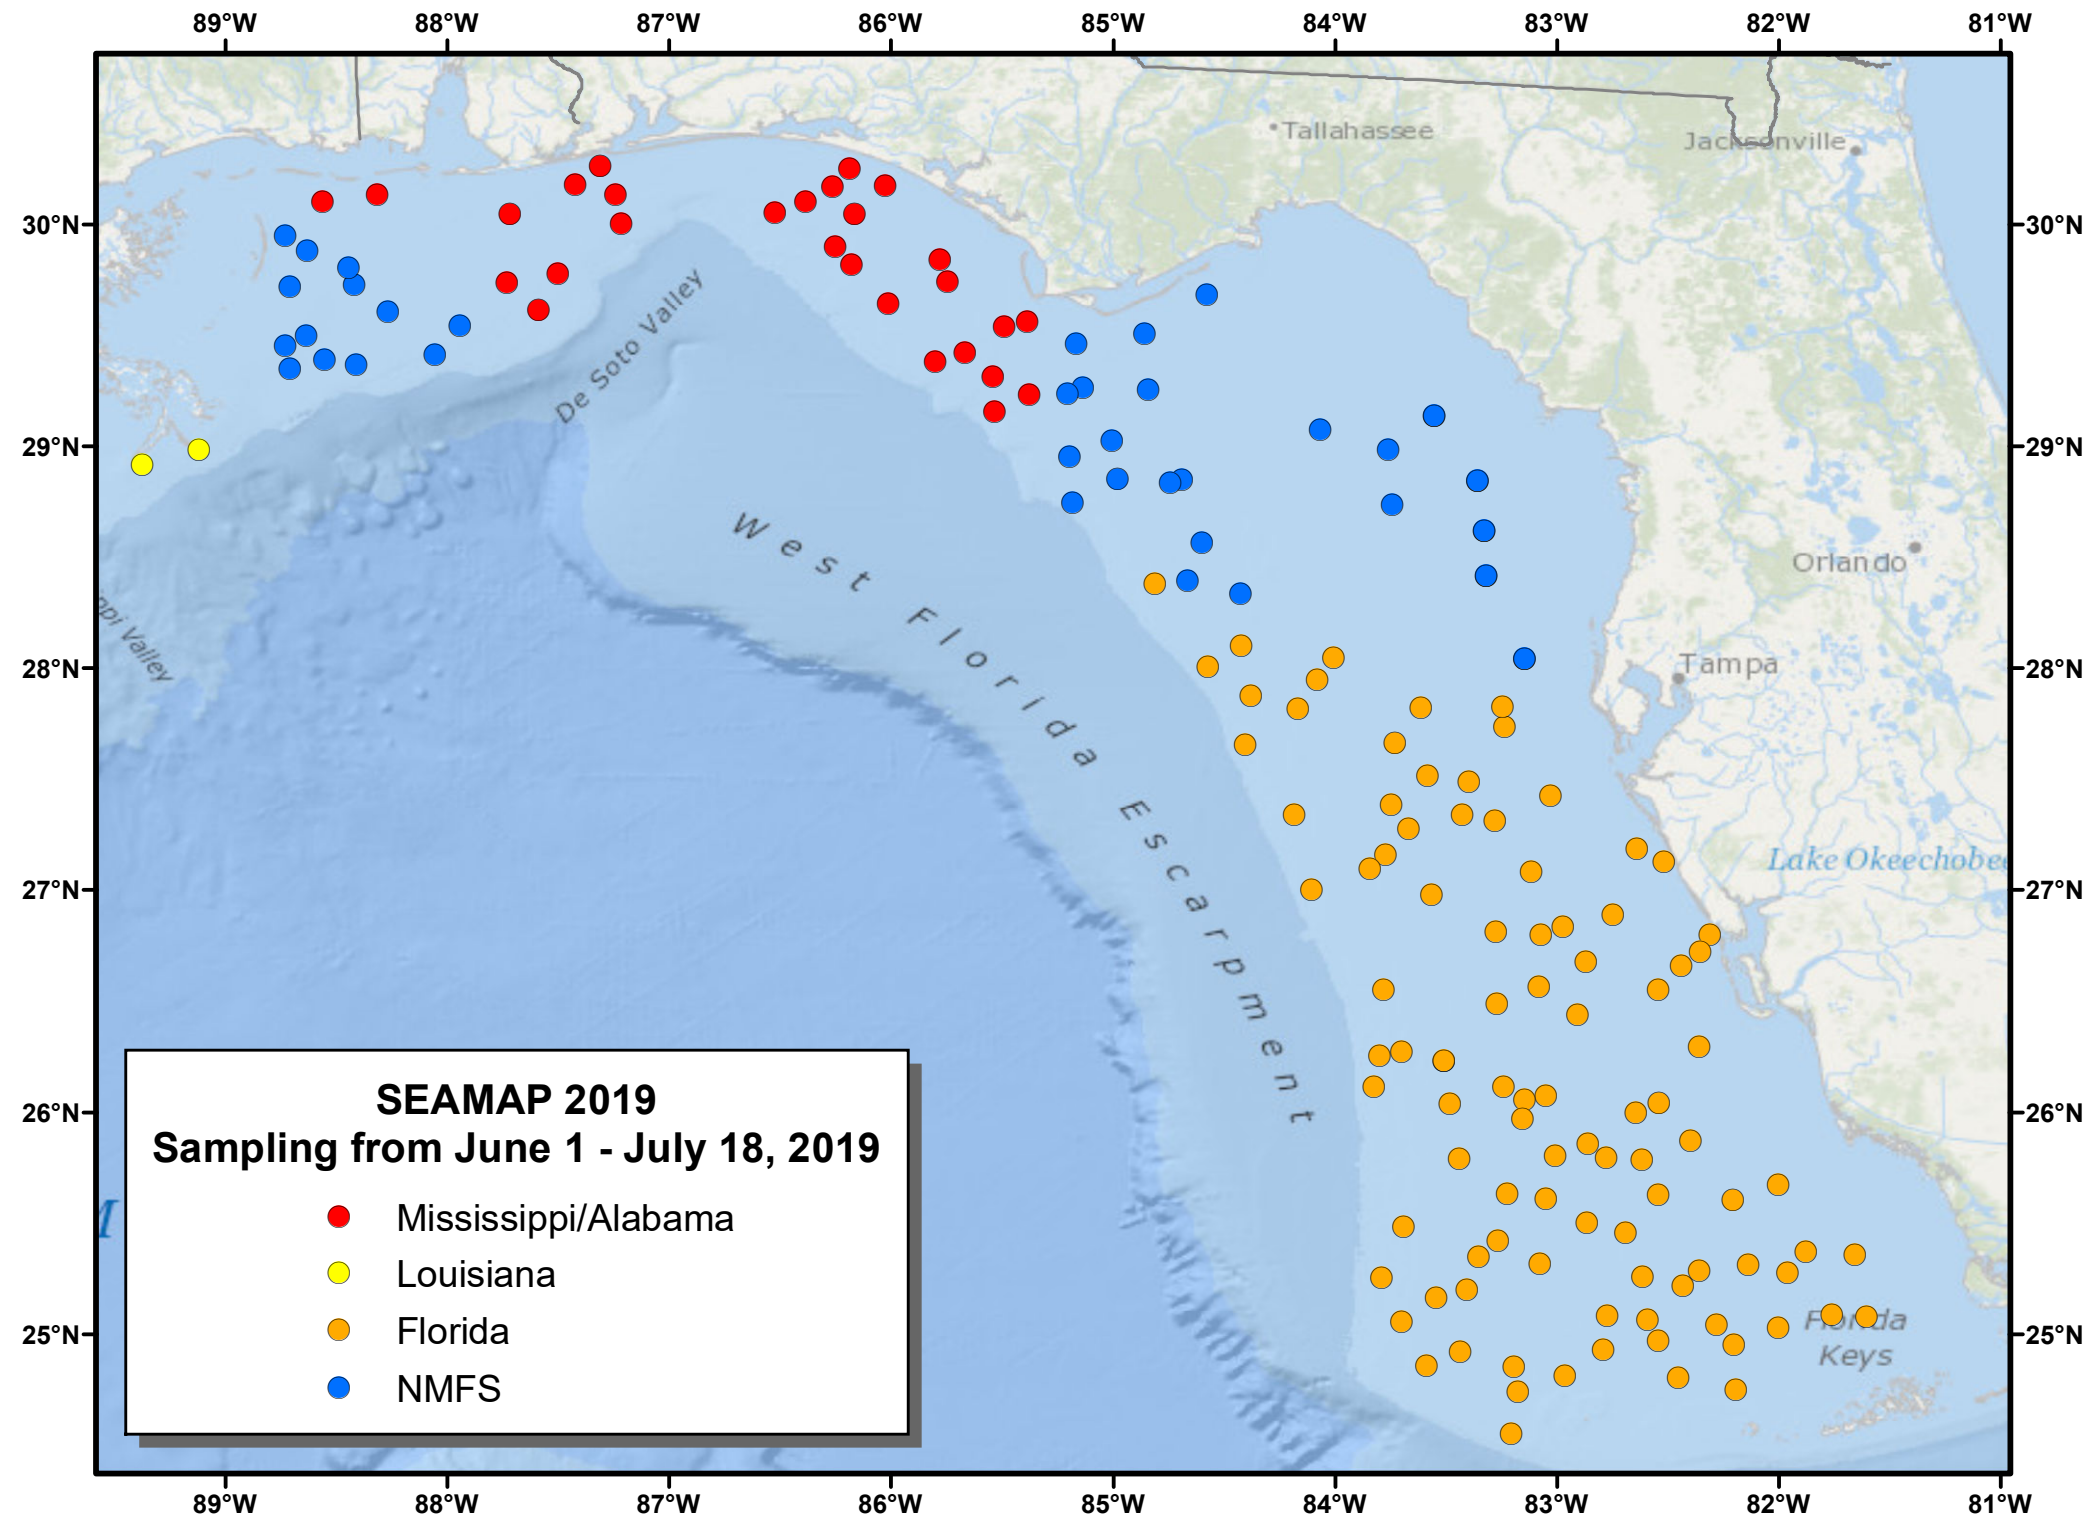 89°W 88°W 87°W 86°W 85°W 84°W 83°W 82°W 81°W
Tallahassee
Jacksonville
30°N 30°N
De Soto Valley
29°N 29°N
West Florida Escarpment
Orlando
ppi Valley
28°N 28°N
Tampa
Lake Okeechobee
27°N 27°N
26°N 26°N
SEAMAP 2019
Sampling from June 1 - July 18, 2019
Mississippi/Alabama
M
Louisiana
Florida
NMFS
25°N 25°N
Florida
Keys
89°W 88°W 87°W 86°W 85°W 84°W 83°W 82°W 81°W